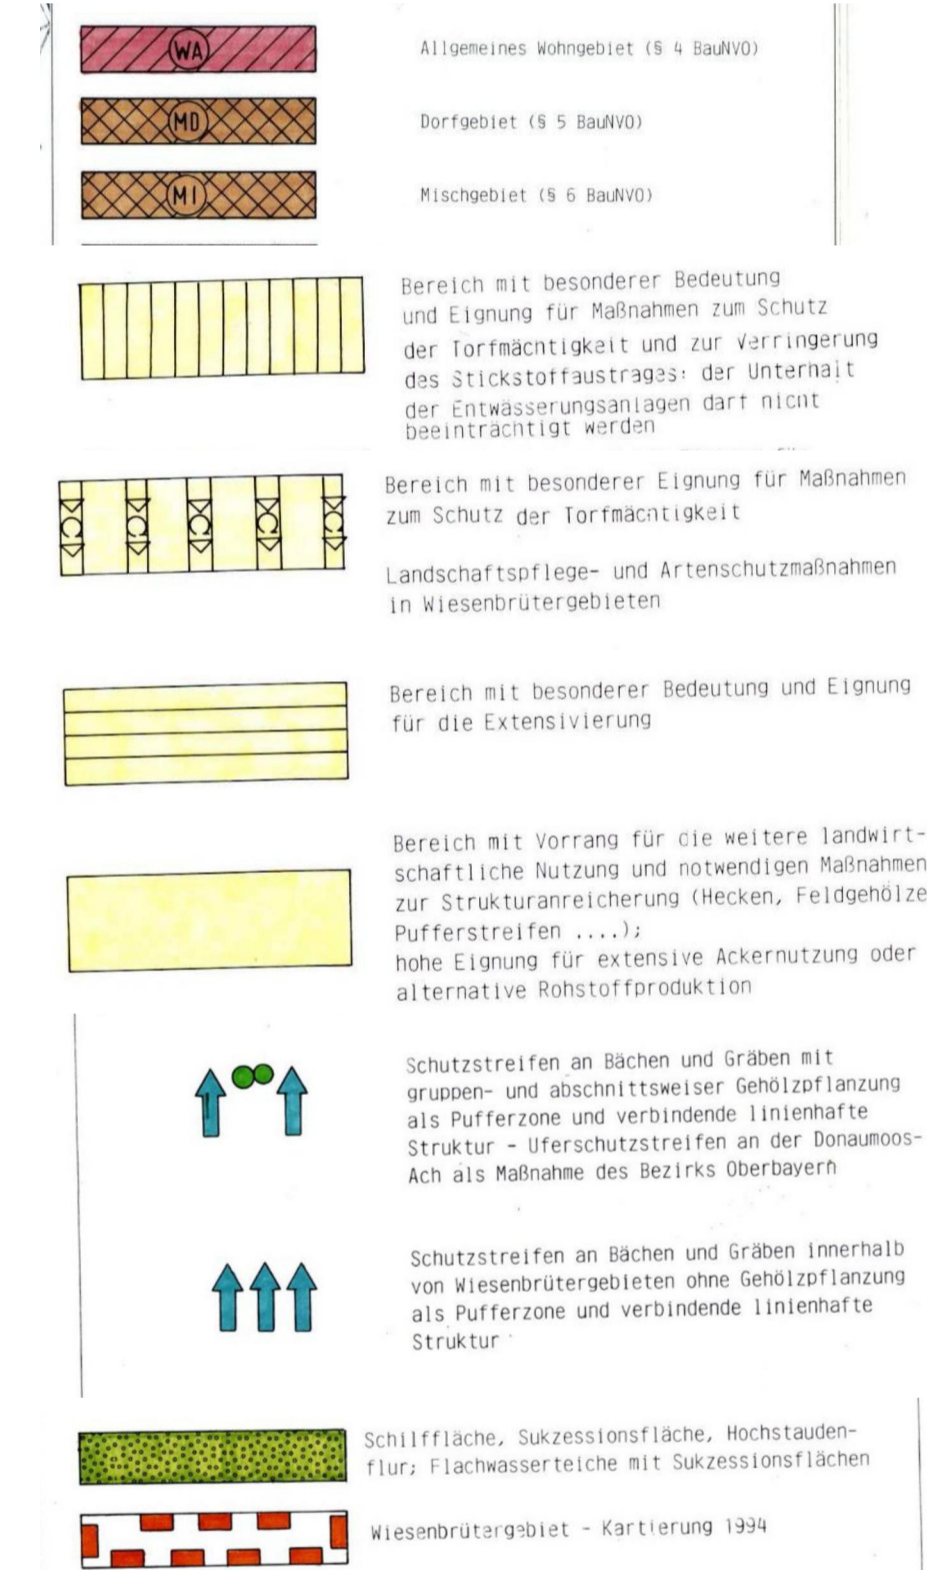 WA Allgemeines Wohngebiet (§ 4 BauNVO)
MD Dorfgebiet (§ 5 BauNVO)
MI Mischgebiet (§ 6 BauNVO)
Bereich mit besonderer Bedeutung
und Eignung für Maßnahmen zum Schutz
der Torfmächtigkeit und zur Verringerung
des Stickstoffaustrages: der Unterhalt
der Entwässerungsanlagen darf nicht
beeinträchtigt werden
C C C C C
Bereich mit besonderer Eignung für Maßnahmen
zum Schutz der Torfmächtigkeit
Landschaftspflege- und Artenschutzmaßnahmen
in Wiesenbrütergebieten
Bereich mit besonderer Bedeutung und Eignung
für die Extensivierung
Bereich mit Vorrang für die weitere landwirt-
schaftliche Nutzung und notwendigen Maßnahmen
zur Strukturanreicherung (Hecken, Feldgehölze
Pufferstreifen ....);
hohe Eignung für extensive Ackernutzung oder
alternative Rohstoffproduktion
Schutzstreifen an Bächen und Gräben mit
gruppen- und abschnittsweiser Gehölzpflanzung
als Pufferzone und verbindende linienhafte
Struktur - Uferschutzstreifen an der Donaumoos-
Ach als Maßnahme des Bezirks Oberbayern
Schutzstreifen an Bächen und Gräben innerhalb
von Wiesenbrütergebieten ohne Gehölzpflanzung
als Pufferzone und verbindende linienhafte
Struktur
Schilffläche, Sukzessionsfläche, Hochstauden-
flur; Flachwasserteiche mit Sukzessionsflächen
Wiesenbrütergebiet - Kartierung 1994